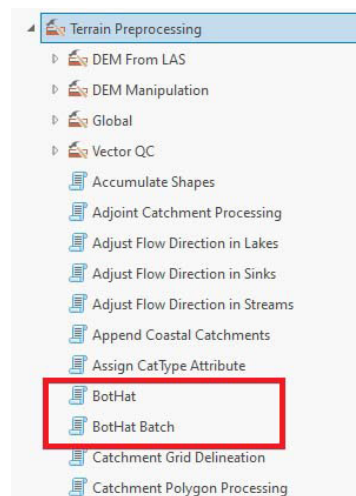 Terrain Preprocessing
DEM From LAS
DEM Manipulation
Global
Vector QC
Accumulate Shapes
Adjoint Catchment Processing
Adjust Flow Direction in Lakes
Adjust Flow Direction in Sinks
Adjust Flow Direction in Streams
Append Coastal Catchments
Assign CatType Attribute
BotHat
BotHat Batch
Catchment Grid Delineation
Catchment Polygon Processing